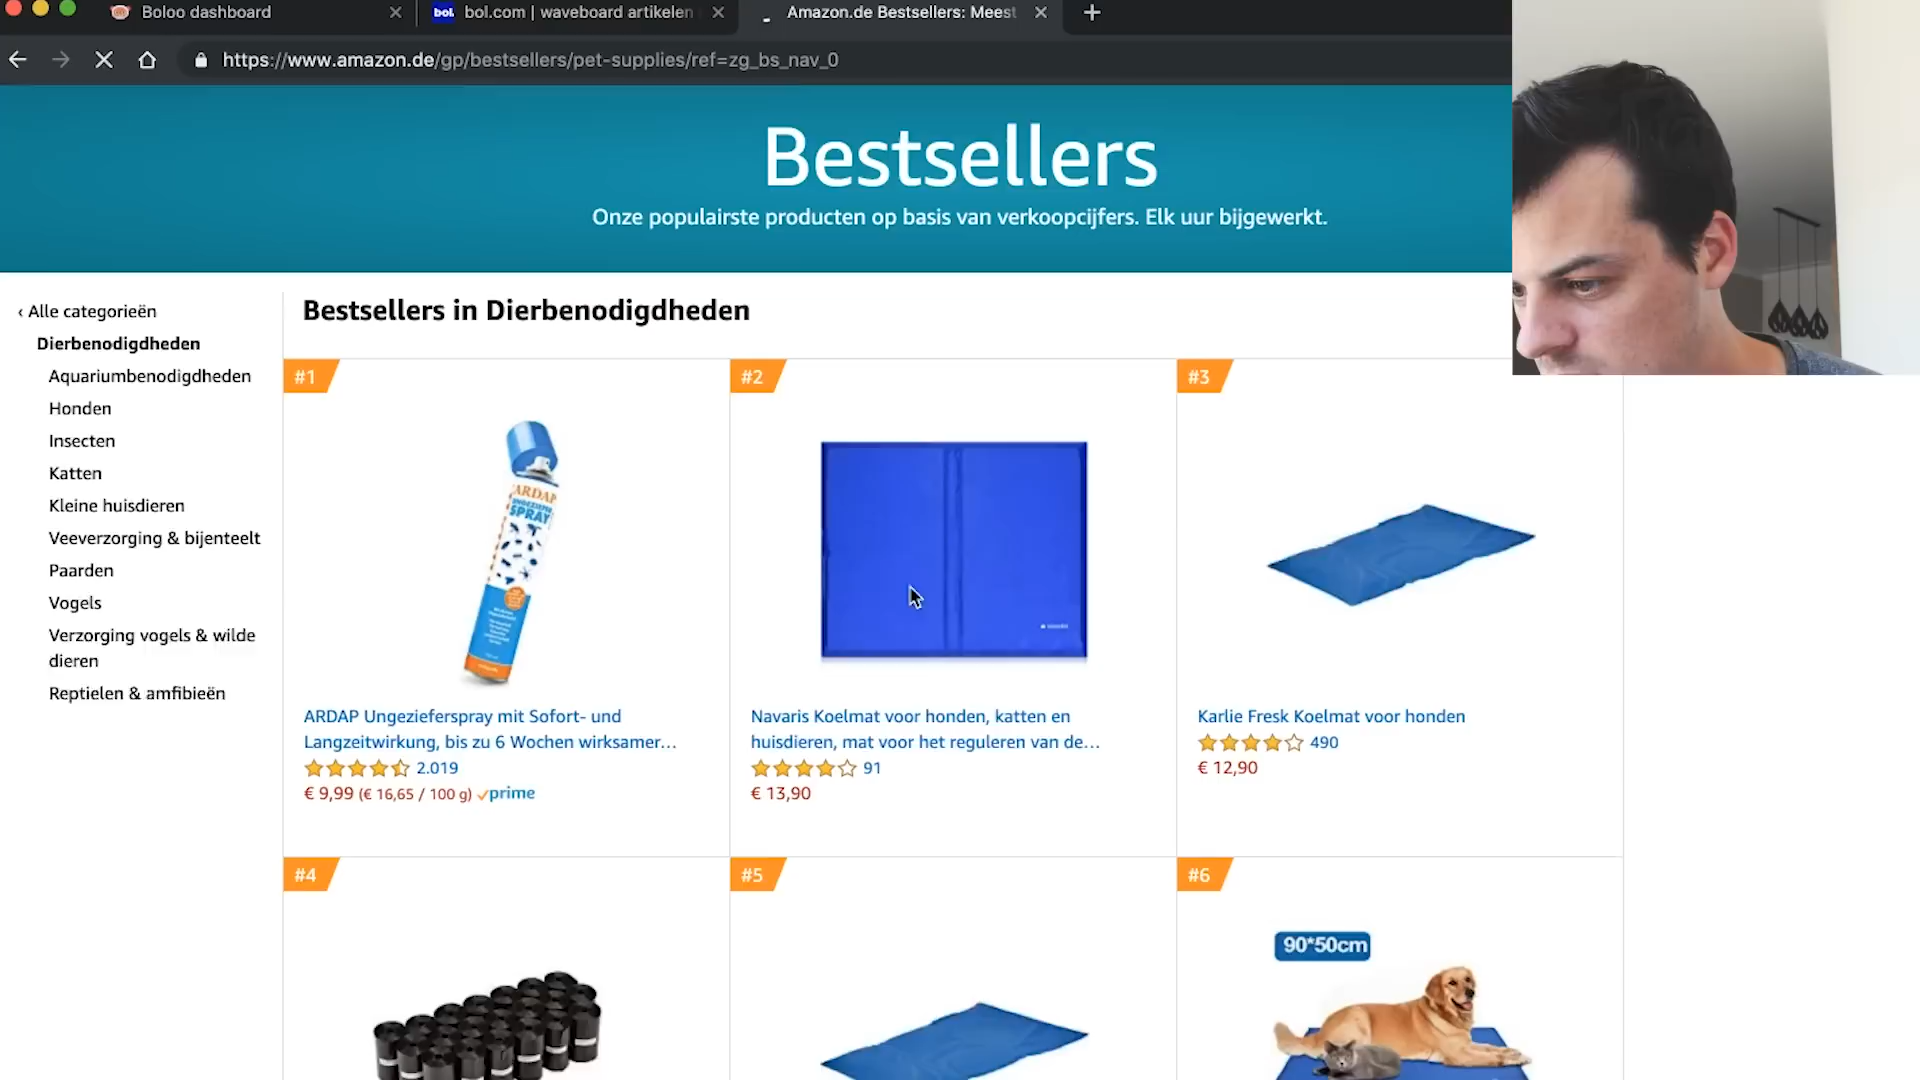 Boloo dashboard
bol. bol.com | waveboard artikelen
Amazon.de Bestsellers: Meest
https://www.amazon.de/gp/bestsellers/pet-supplies/ref=zg_bs_nav_0
Bestsellers
Onze populairste producten op basis van verkoopcijfers. Elk uur bijgewerkt.
‹ Alle categorieën
Dierbenodigdheden
Aquariumbenodigdheden
Honden
Insecten
Katten
Kleine huisdieren
Veeverzorging & bijenteelt
Paarden
Vogels
Verzorging vogels & wilde
dieren
Reptielen & amfibieën
Bestsellers in Dierbenodigdheden
#1
ARDAP
UNGEZIEFER
SPRAY
ARDAP Ungezieferspray mit Sofort- und
Langzeitwirkung, bis zu 6 Wochen wirksamer...
2.019
€ 9,99 (€ 16,65 / 100 g) prime
#2
Navaris Koelmat voor honden, katten en
huisdieren, mat voor het reguleren van de...
91
€ 13,90
#3
Karlie Fresk Koelmat voor honden
490
€ 12,90
#4
#5
#6
90*50cm